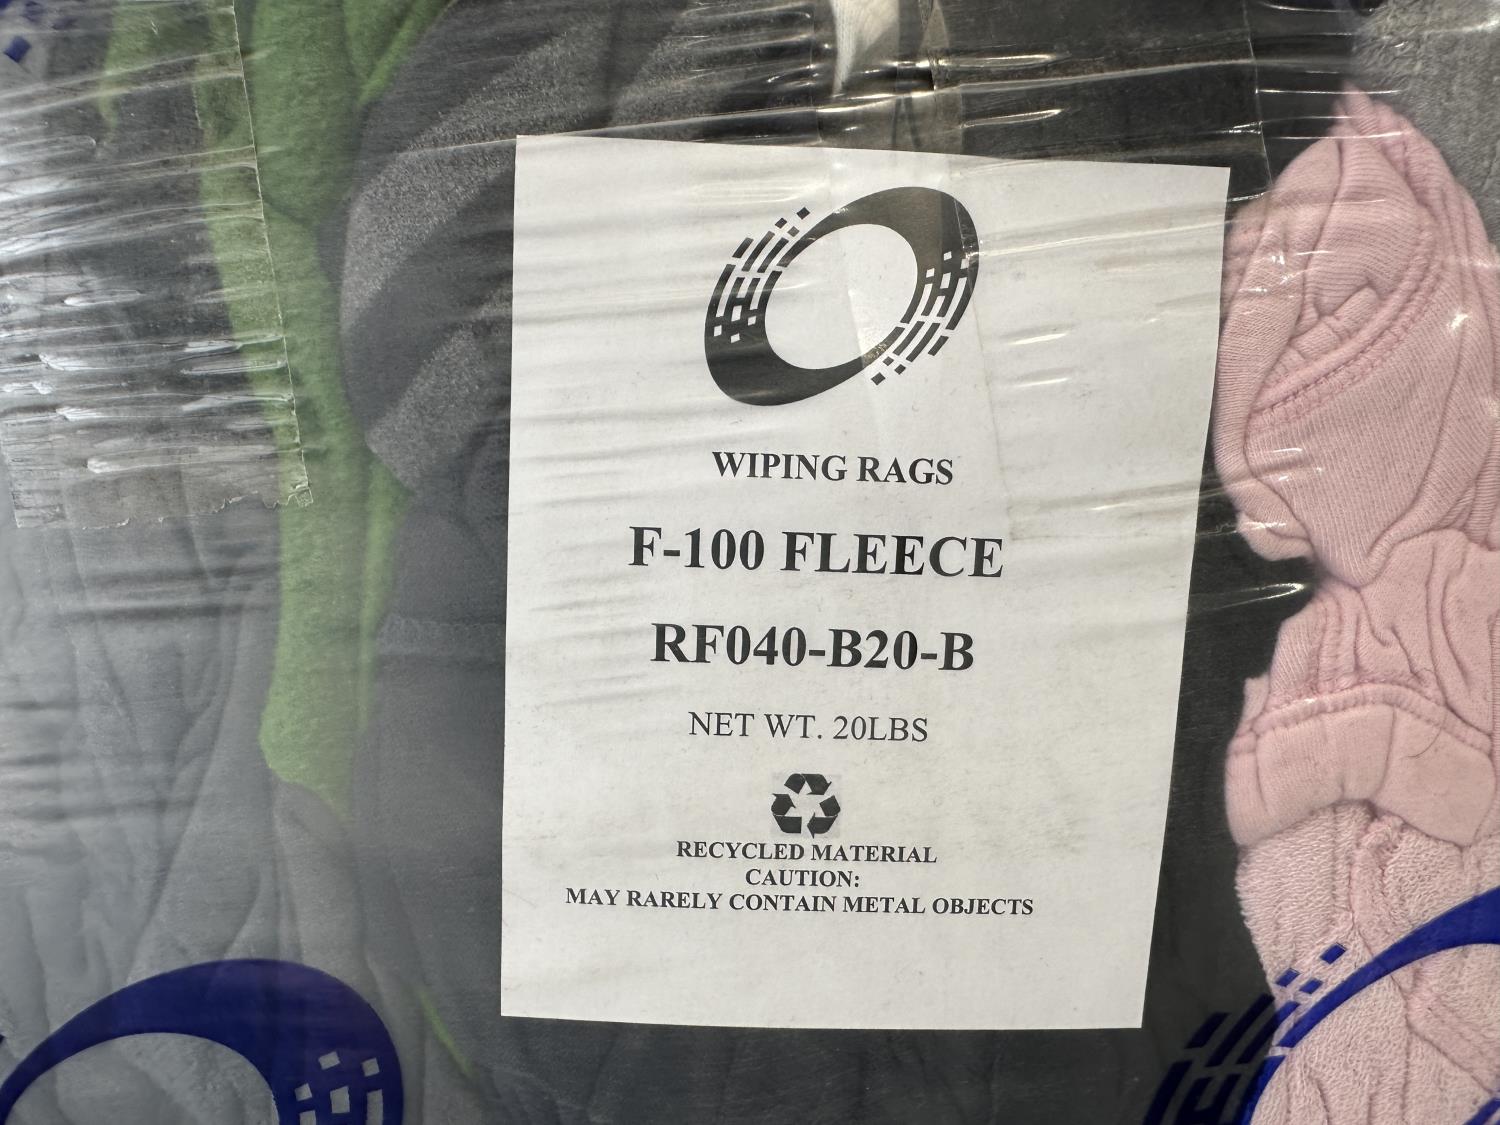 WIPING RAGS
F-100 FLEECE
RF040-B20-B
NET WT. 20LBS
RECYCLED MATERIAL
CAUTION:
MAY RARELY CONTAIN METAL OBJECTS